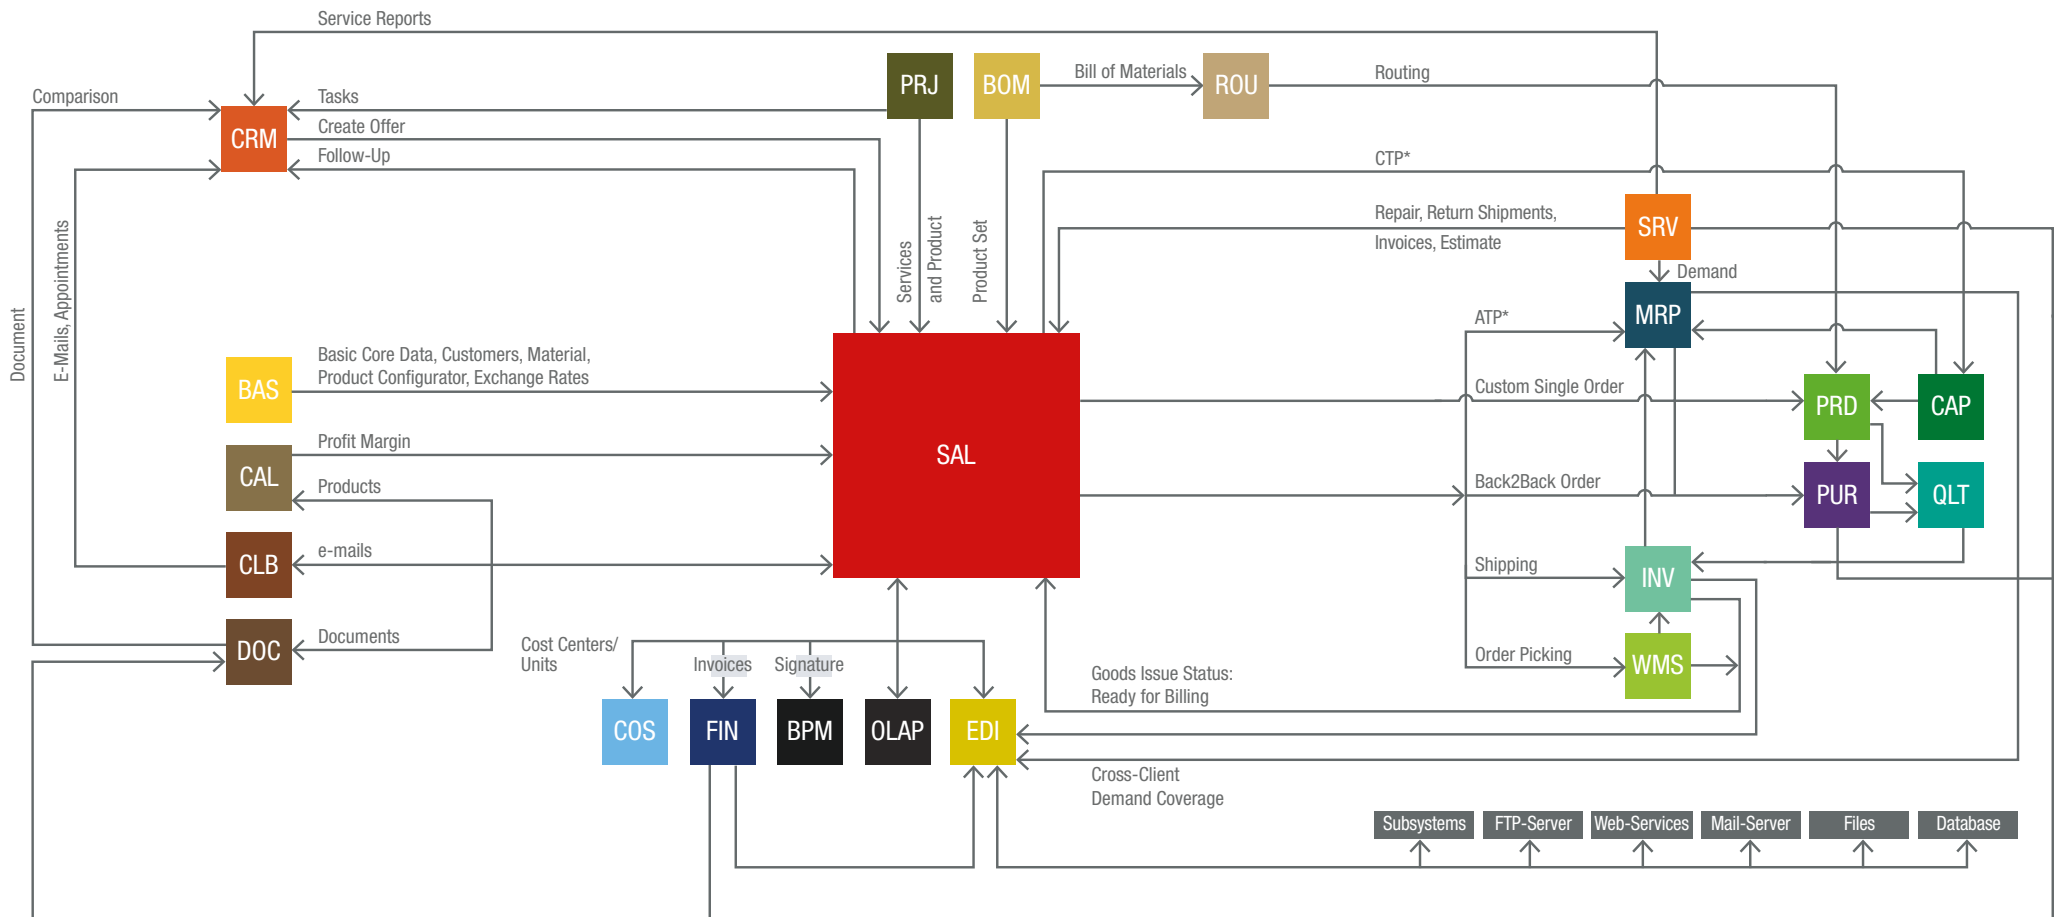 Service Reports
PRJ
BOM
Bill of Materials
ROU
Routing
Comparison
Tasks
CRM
Create Offer
Follow-Up
CTP*
Document
E-Mails, Appointments
Services
and Product
Product Set
Repair, Return Shipments,
Invoices, Estimate
SRV
Demand
MRP
ATP*
BAS
Basic Core Data, Customers, Material,
Product Configurator, Exchange Rates
Custom Single Order
PRD
CAP
CAL
Profit Margin
Products
SAL
Back2Back Order
PUR
QLT
CLB
e-mails
Shipping
INV
DOC
Documents
Cost Centers/
Units
Invoices
Signature
Order Picking
WMS
Goods Issue Status:
Ready for Billing
COS
FIN
BPM
OLAP
EDI
Cross-Client
Demand Coverage
Subsystems
FTP-Server
Web-Services
Mail-Server
Files
Database